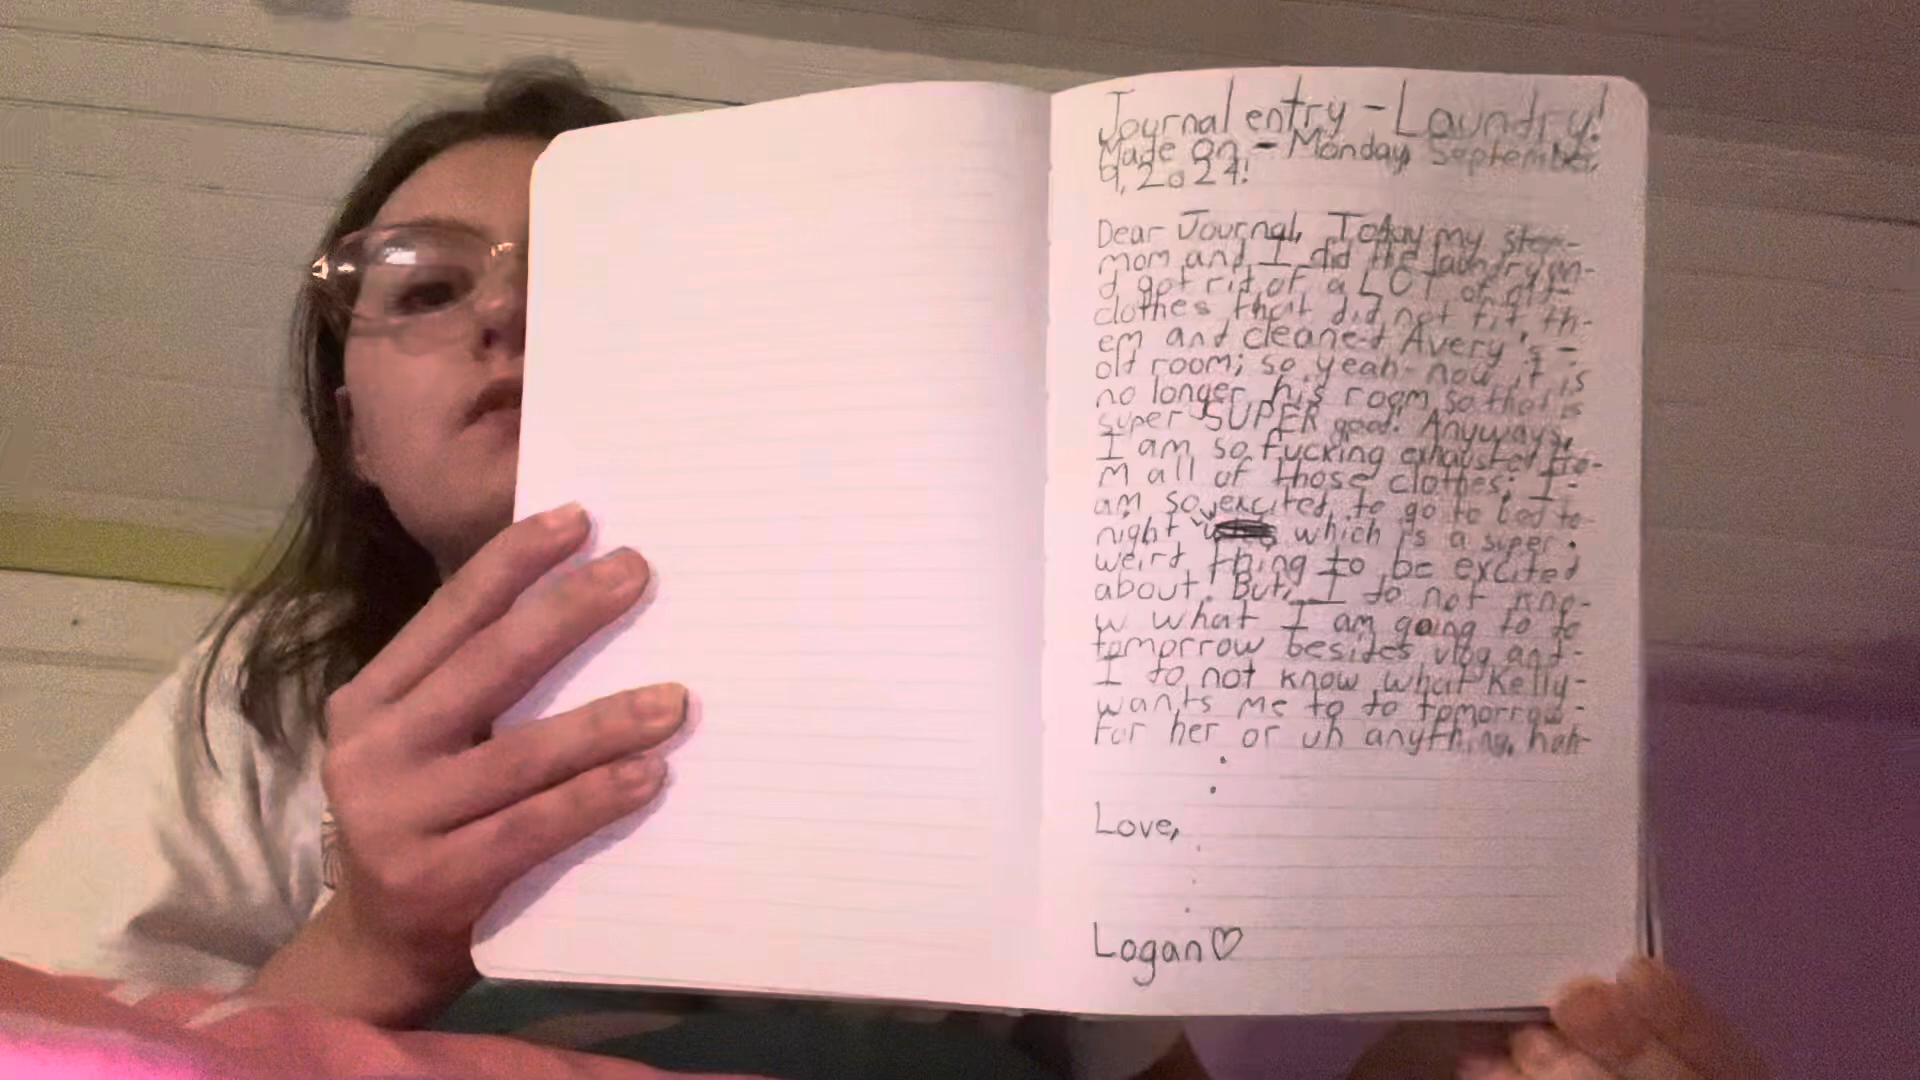 Journal entry - Laundry!
Made on - Monday, September
9, 2024!
Dear Journal, Today my step-
mom and I did the laundry an-
d got rid of a LOT of old -
clothes that did not fit th-
em and cleaned Avery's -
old room; so yeah- now it is
no longer his room so that is
super SUPER good! Anyways,
I am so fucking exhausted fro-
m all of those clothes; I -
am so excited to go to bed to-
night which is a super
weird thing to be excited
about. But, I do not kno-
w what I am going to do
tomorrow besides vlog and -
I do not know what Kelly -
wants me to do tomorrow -
for her or uh anything, hah-
Love,
Logan♡